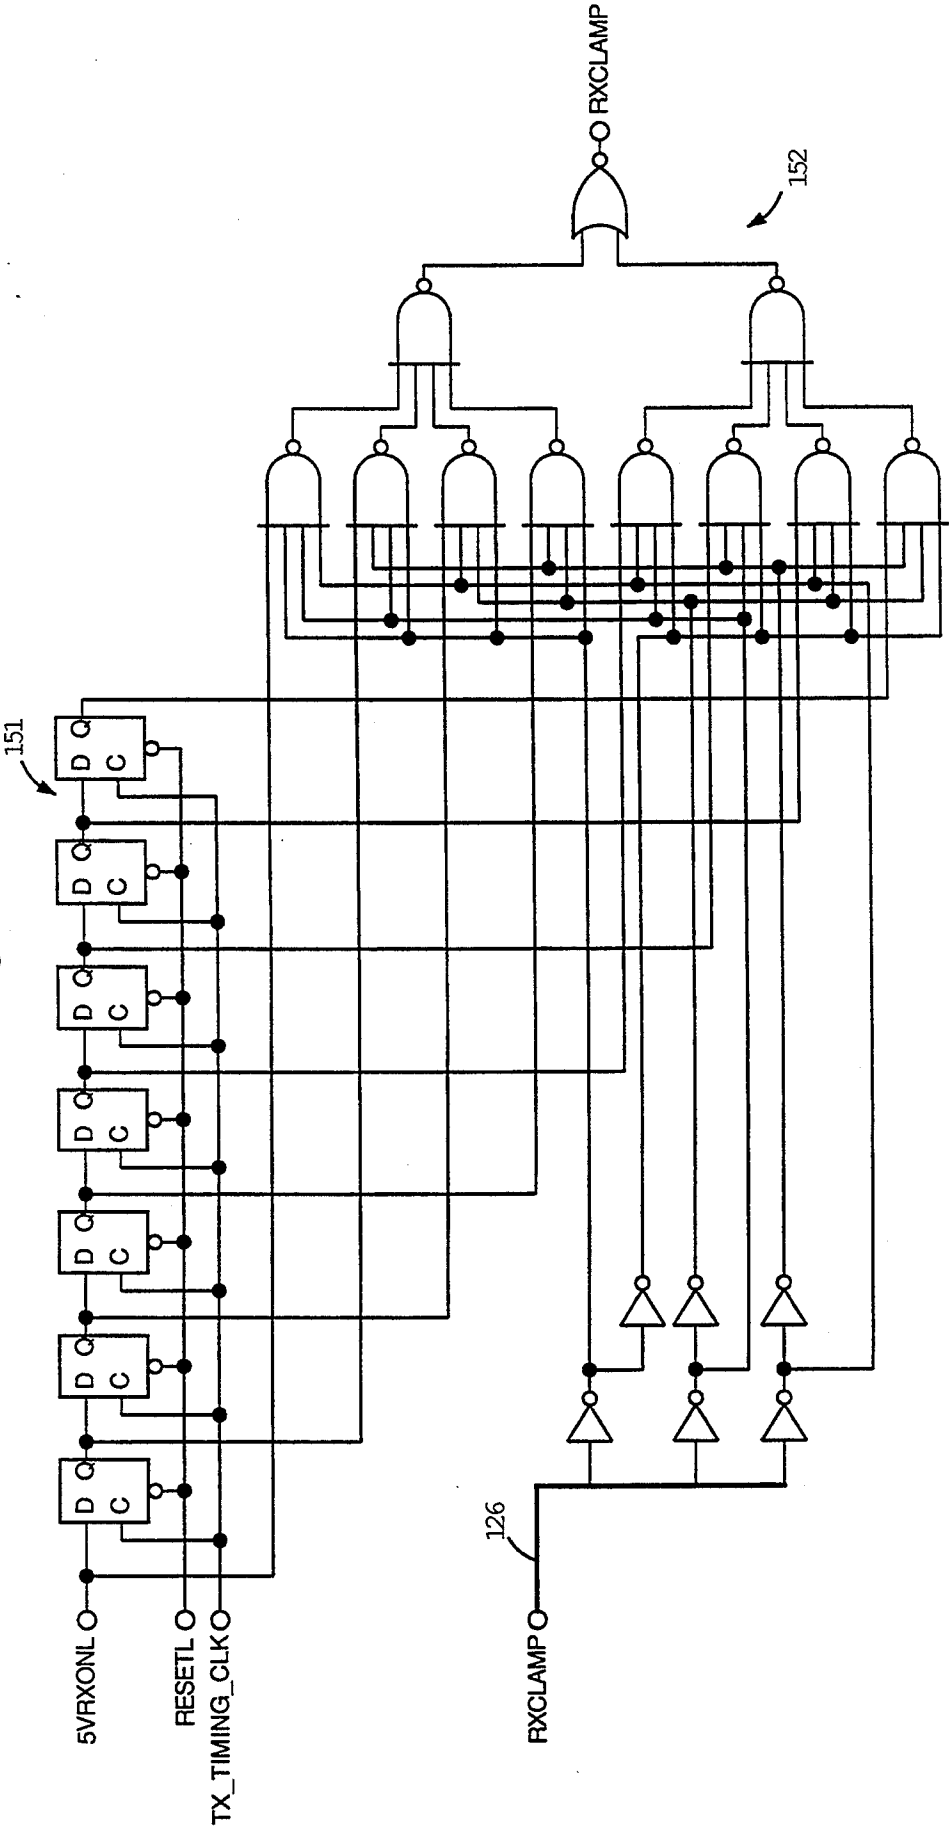 151
D Q
C
D Q
C
D Q
C
D Q
C
D Q
C
D Q
C
D Q
C
5VRXONL
RESETL
TX_TIMING_CLK
RXCLAMP
126
RXCLAMP
152